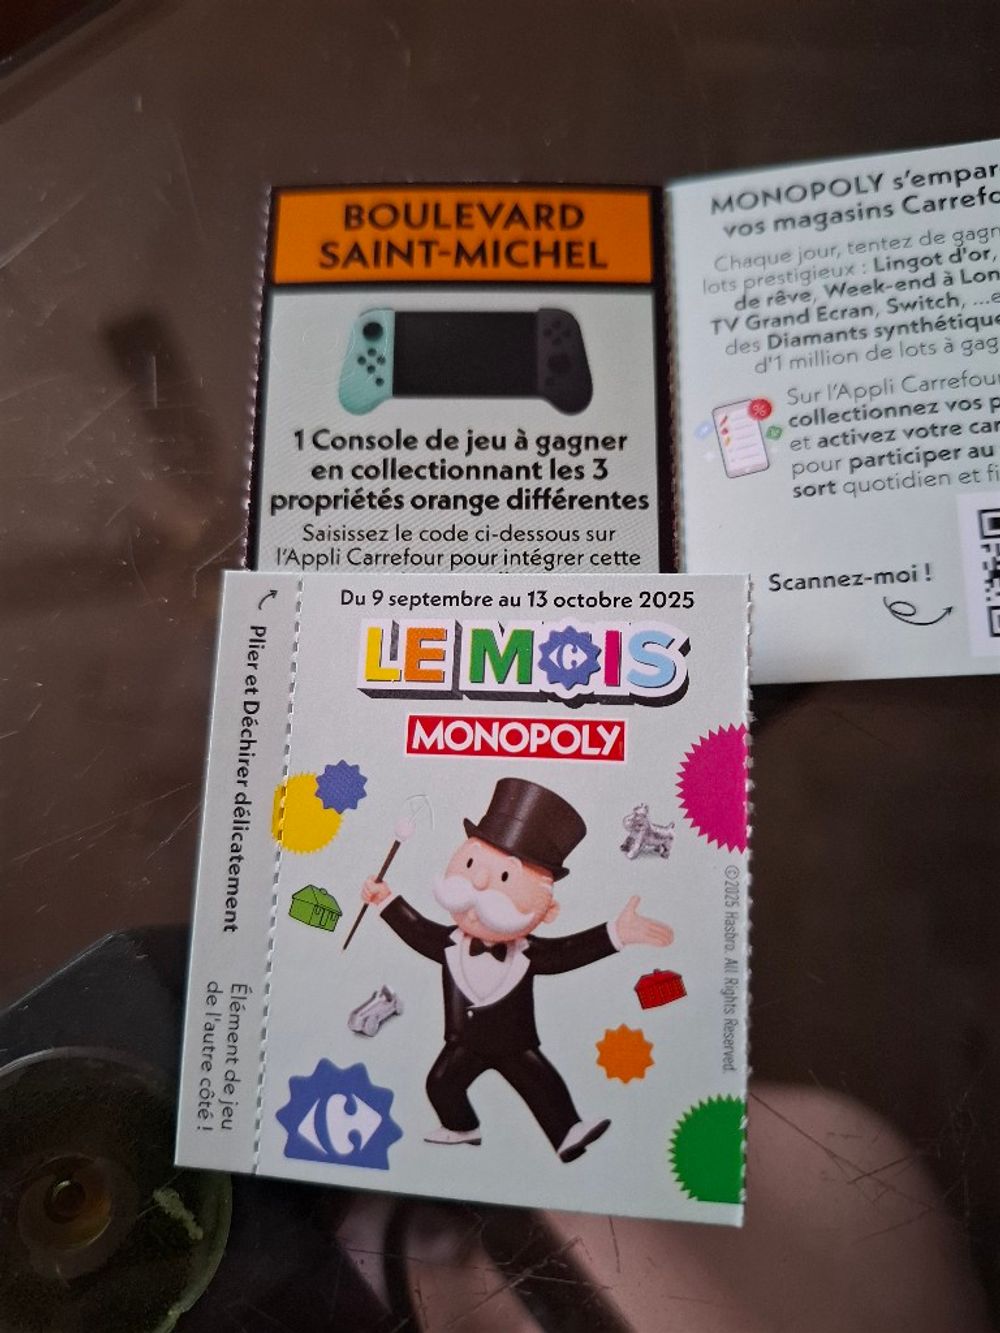 BOULEVARD
SAINT-MICHEL
1 Console de jeu à gagner
en collectionnant les 3
propriétés orange différentes
Saisissez le code ci-dessous sur
l'Appli Carrefour pour intégrer cette
MONOPOLY s'empar
vos magasins Carrefo
Chaque jour, tentez de gagn
lots prestigieux : Lingot d'or,
de rêve, Week-end à Lon
TV Grand Ecran, Switch, ...e
des Diamants synthétique
d'1 million de lots à gag
Sur l'Appli Carrefou
collectionnez vos p
et activez votre car
pour participer au
sort quotidien et fi
Scannez-moi !
Du 9 septembre au 13 octobre 2025
LE MOIS
MONOPOLY
Plier et Déchirer délicatement
Élément de jeu
de l'autre côté !
©2025 Hasbro. All Rights Reserved.